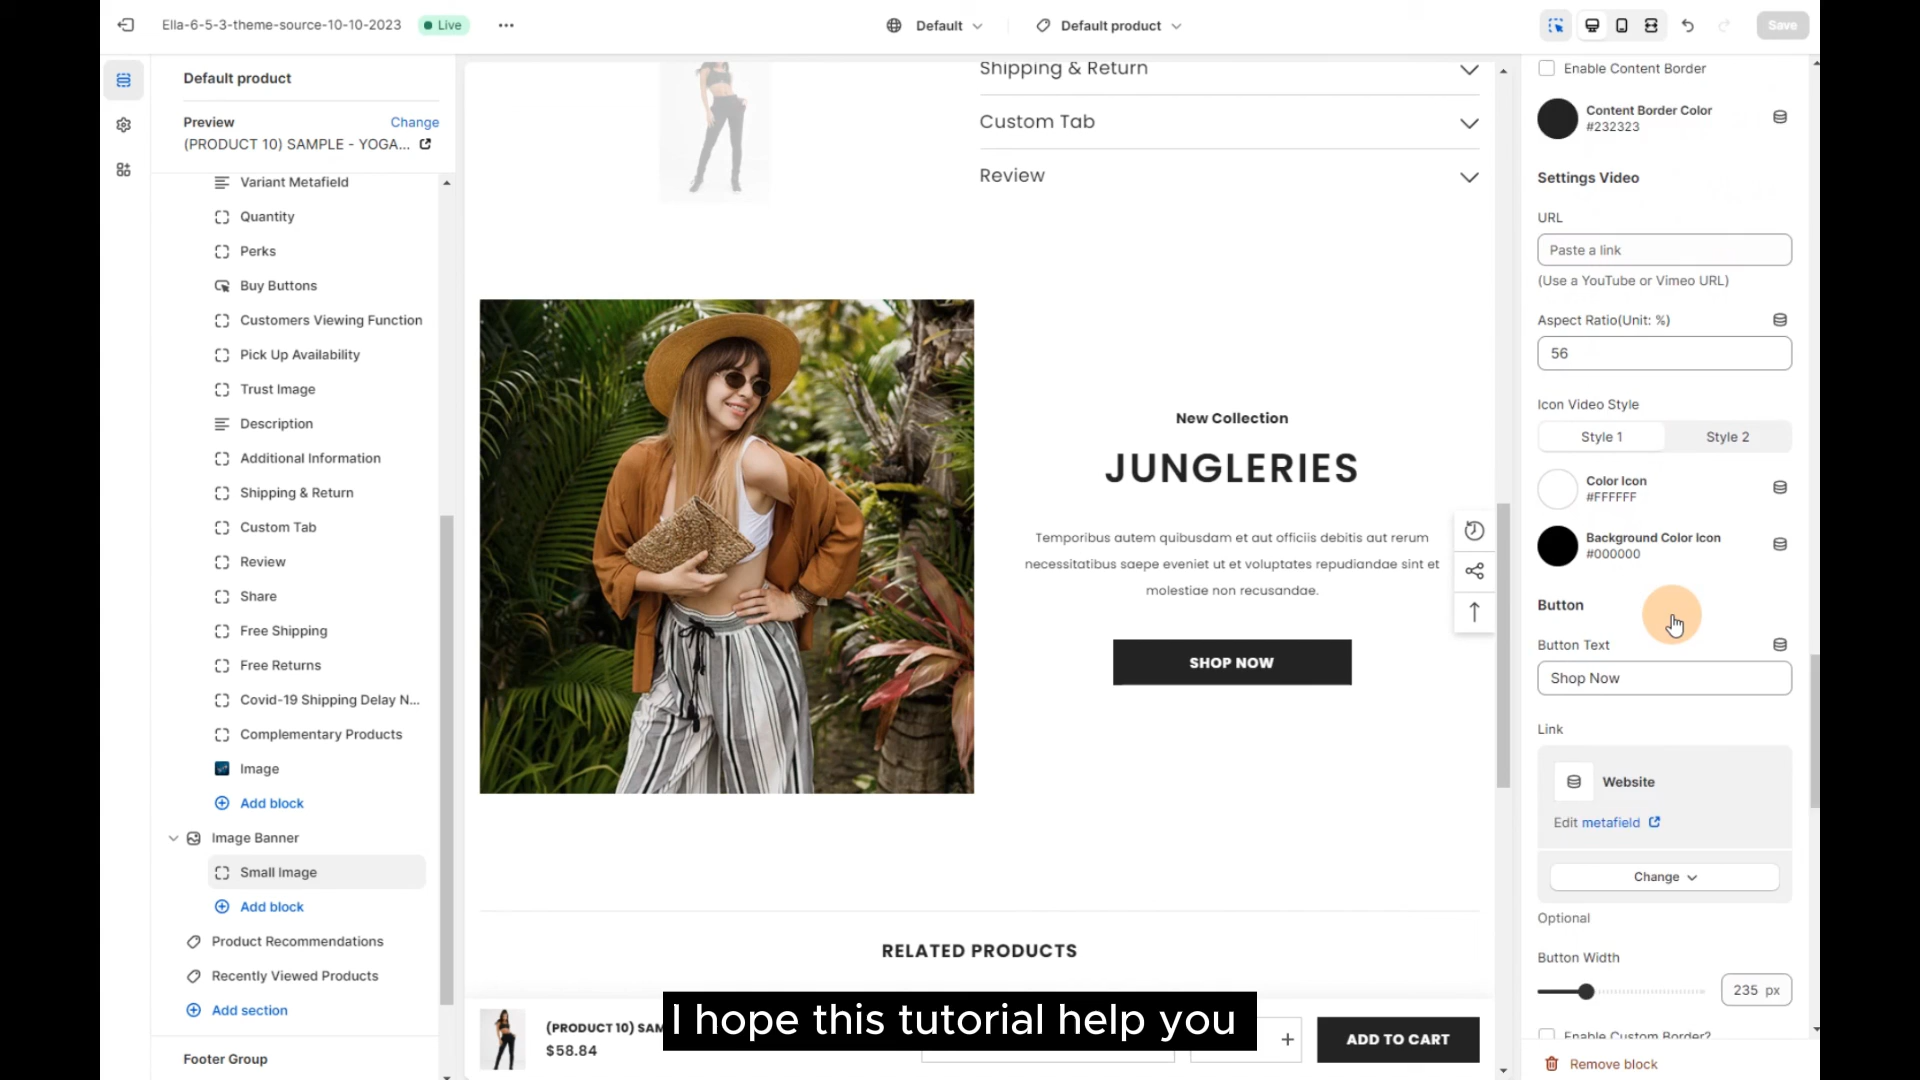 Ella-6-5-3-theme-source-10-10-2023
Live
Default
Default product
Save
Default product
Preview
Change
(PRODUCT 10) SAMPLE - YOGA...
Variant Metafield
Quantity
Perks
Buy Buttons
Customers Viewing Function
Pick Up Availability
Trust Image
Description
Additional Information
Shipping & Return
Custom Tab
Review
Share
Free Shipping
Free Returns
Covid-19 Shipping Delay N...
Complementary Products
Image
Add block
Image Banner
Small Image
Add block
Product Recommendations
Recently Viewed Products
Add section
Footer Group
Shipping & Return
Custom Tab
Review
New Collection
JUNGLERIES
Temporibus autem quibusdam et aut officiis debitis aut rerum
necessitatibus saepe eveniet ut et voluptates repudiandae sint et
molestiae non recusandae.
SHOP NOW
RELATED PRODUCTS
(PRODUCT 10) SAM
$58.84
I hope this tutorial help you
+
ADD TO CART
Enable Content Border
Content Border Color
#232323
Settings Video
URL
Paste a link
(Use a YouTube or Vimeo URL)
Aspect Ratio(Unit: %)
56
Icon Video Style
Style 1
Style 2
Color Icon
#FFFFFF
Background Color Icon
#000000
Button
Button Text
Shop Now
Link
Website
Edit metafield
Change
Optional
Button Width
235 px
Enable Custom Border?
Remove block